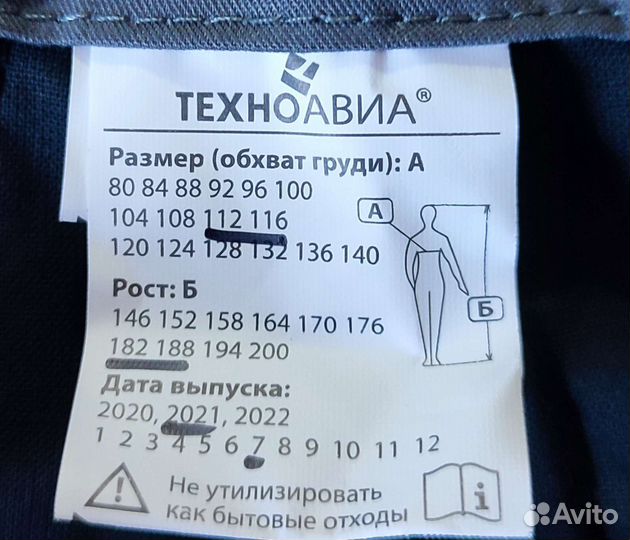 ТЕХНОАВИА®
Размер (обхват груди): А
80 84 88 92 96 100
104 108 112 116
120 124 128 132 136 140
А
Рост: Б
Б
146 152 158 164 170 176
182 188 194 200
Дата выпуска:
2020, 2021, 2022
1 2 3 4 5 6 7 8 9 10 11 12
Не утилизировать
как бытовые отходы
Avito